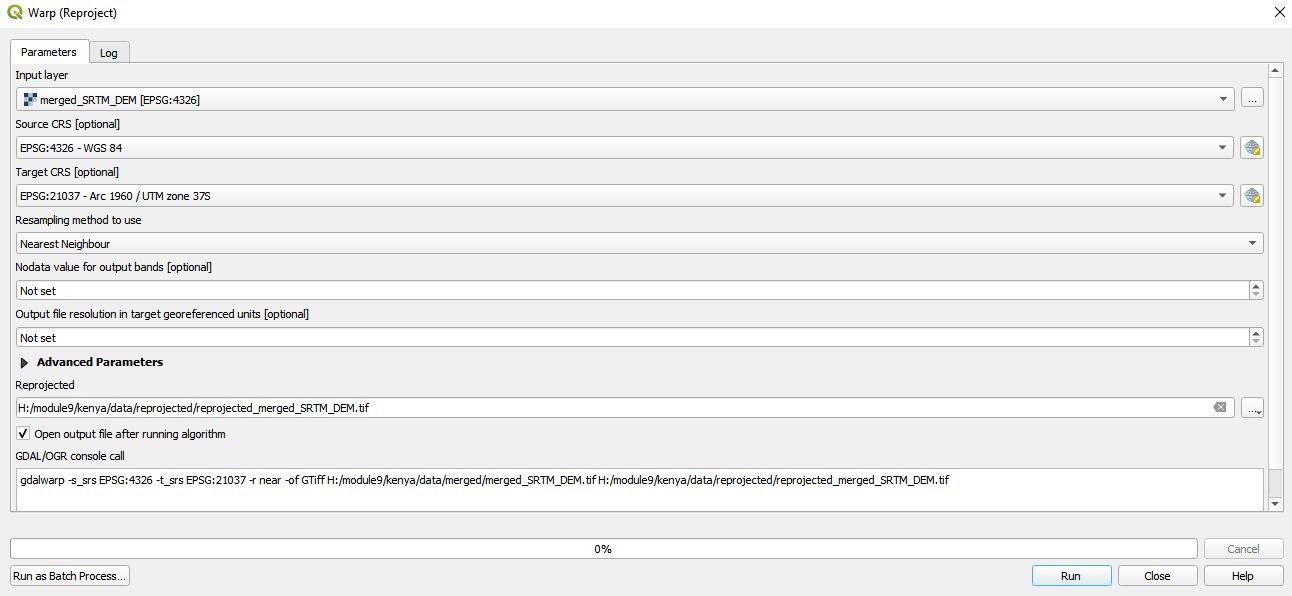 Warp (Reproject)
Parameters
Log
Input layer
merged_SRTM_DEM [EPSG:4326]
...
Source CRS [optional]
EPSG:4326 - WGS 84
Target CRS [optional]
EPSG:21037 - Arc 1960 / UTM zone 37S
Resampling method to use
Nearest Neighbour
Nodata value for output bands [optional]
Not set
Output file resolution in target georeferenced units [optional]
Not set
Advanced Parameters
Reprojected
H:/module9/kenya/data/reprojected/reprojected_merged_SRTM_DEM.tif
...
Open output file after running algorithm
GDAL/OGR console call
gdalwarp -s_srs EPSG:4326 -t_srs EPSG:21037 -r near -of GTiff H:/module9/kenya/data/merged/merged_SRTM_DEM.tif H:/module9/kenya/data/reprojected/reprojected_merged_SRTM_DEM.tif
0%
Cancel
Run as Batch Process...
Run
Close
Help